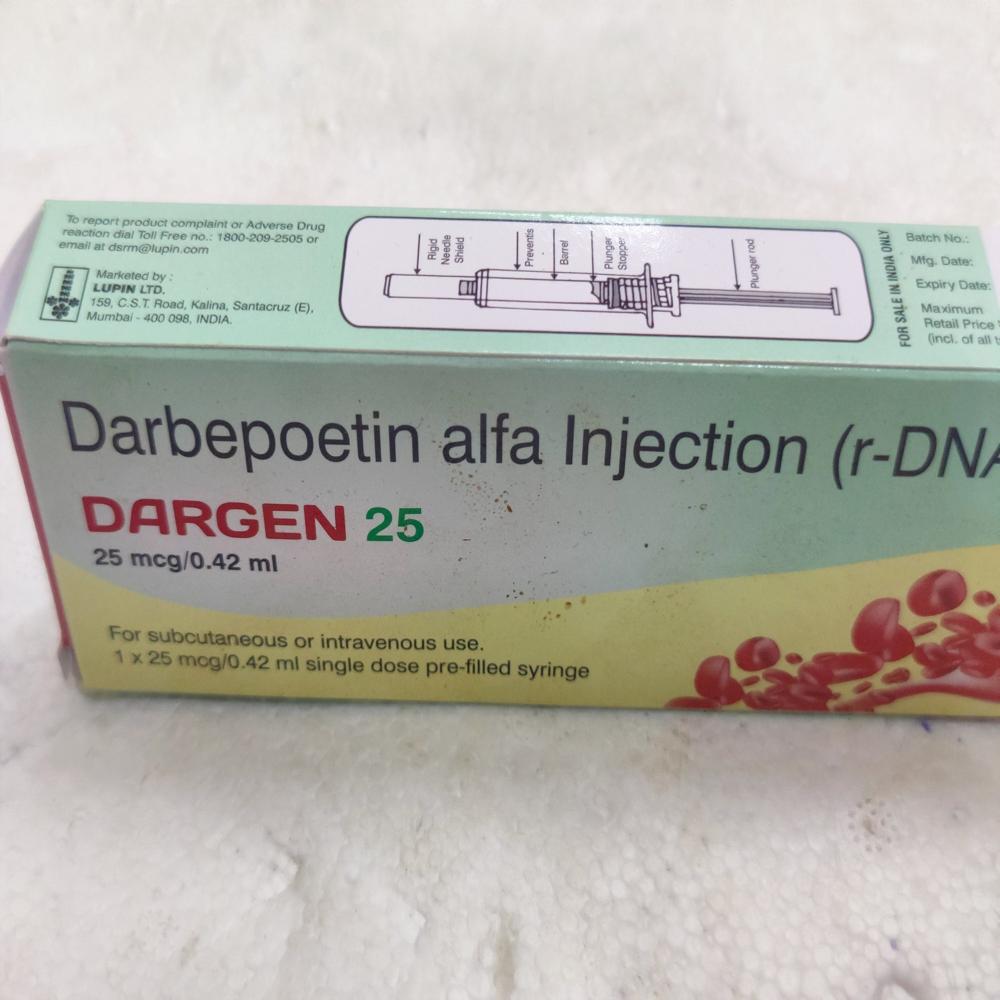 To report product complaint or Adverse Drug
reaction dial Toll Free no.: 1800-209-2505 or
email at dsrm@lupin.com
Marketed by :
LUPIN LTD.
159, C.S.T. Road, Kalina, Santacruz (E),
Mumbai - 400 098, INDIA.
Rigid
Needle
Shield
Preventis
Barrel
Plunger
Stopper
Plunger rod
FOR SALE IN INDIA ONLY
Batch No.:
Mfg. Date:
Expiry Date:
Maximum
Retail Price
(incl. of all
Darbepoetin alfa Injection (r-DNA
DARGEN 25
25 mcg/0.42 ml
For subcutaneous or intravenous use.
1 x 25 mcg/0.42 ml single dose pre-filled syringe